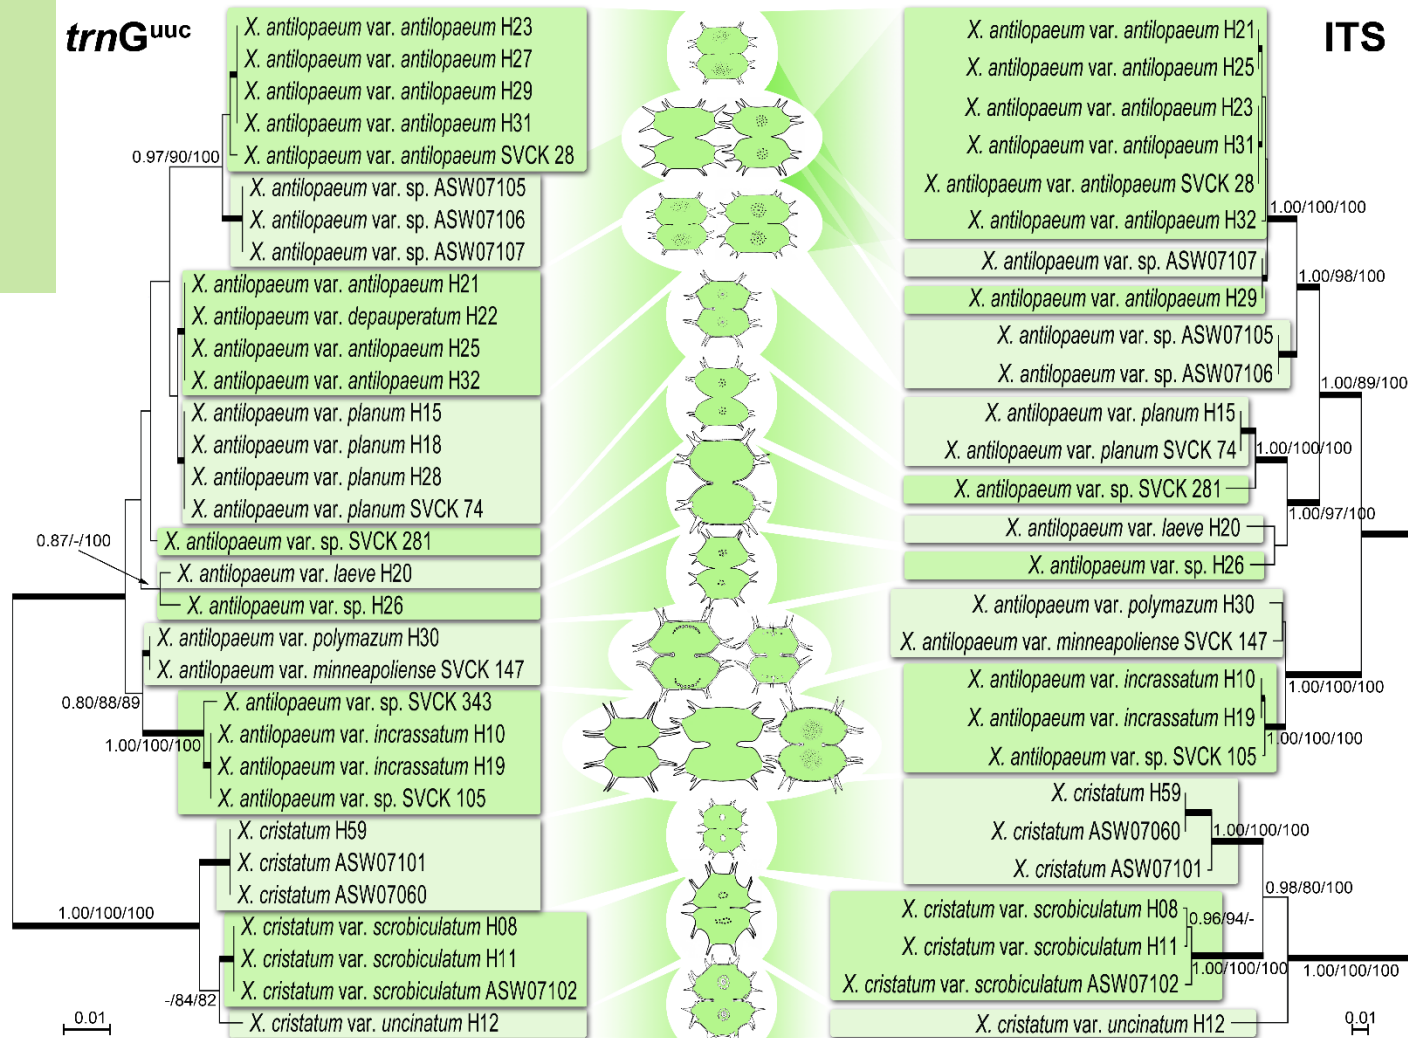 trnGuuc
X. antilopaeum var. antilopaeum H23
X. antilopaeum var. antilopaeum H27
X. antilopaeum var. antilopaeum H29
X. antilopaeum var. antilopaeum H31
X. antilopaeum var. antilopaeum SVCK 28
0.97/90/100
X. antilopaeum var. sp. ASW07105
X. antilopaeum var. sp. ASW07106
X. antilopaeum var. sp. ASW07107
X. antilopaeum var. antilopaeum H21
X. antilopaeum var. depauperatum H22
X. antilopaeum var. antilopaeum H25
X. antilopaeum var. antilopaeum H32
X. antilopaeum var. planum H15
X. antilopaeum var. planum H18
X. antilopaeum var. planum H28
X. antilopaeum var. planum SVCK 74
X. antilopaeum var. sp. SVCK 281
0.87/-/100
X. antilopaeum var. laeve H20
X. antilopaeum var. sp. H26
X. antilopaeum var. polymazum H30
X. antilopaeum var. minneapoliense SVCK 147
0.80/88/89
X. antilopaeum var. sp. SVCK 343
X. antilopaeum var. incrassatum H10
1.00/100/100
X. antilopaeum var. incrassatum H19
X. antilopaeum var. sp. SVCK 105
X. cristatum H59
X. cristatum ASW07101
X. cristatum ASW07060
1.00/100/100
X. cristatum var. scrobiculatum H08
X. cristatum var. scrobiculatum H11
X. cristatum var. scrobiculatum ASW07102
-/84/82
X. cristatum var. uncinatum H12
0.01
ITS
X. antilopaeum var. antilopaeum H21
X. antilopaeum var. antilopaeum H25
X. antilopaeum var. antilopaeum H23
X. antilopaeum var. antilopaeum H31
X. antilopaeum var. antilopaeum SVCK 28
X. antilopaeum var. antilopaeum H32
1.00/100/100
X. antilopaeum var. sp. ASW07107
1.00/98/100
X. antilopaeum var. antilopaeum H29
X. antilopaeum var. sp. ASW07105
X. antilopaeum var. sp. ASW07106
1.00/89/100
X. antilopaeum var. planum H15
X. antilopaeum var. planum SVCK 74
1.00/100/100
X. antilopaeum var. sp. SVCK 281
1.00/97/100
X. antilopaeum var. laeve H20
X. antilopaeum var. sp. H26
X. antilopaeum var. polymazum H30
X. antilopaeum var. minneapoliense SVCK 147
X. antilopaeum var. incrassatum H10
1.00/100/100
X. antilopaeum var. incrassatum H19
1.00/100/100
X. antilopaeum var. sp. SVCK 105
X. cristatum H59
X. cristatum ASW07060
1.00/100/100
X. cristatum ASW07101
0.98/80/100
X. cristatum var. scrobiculatum H08
0.96/94/-
X. cristatum var. scrobiculatum H11
1.00/100/100
1.00/100/100
X. cristatum var. scrobiculatum ASW07102
X. cristatum var. uncinatum H12
0.01